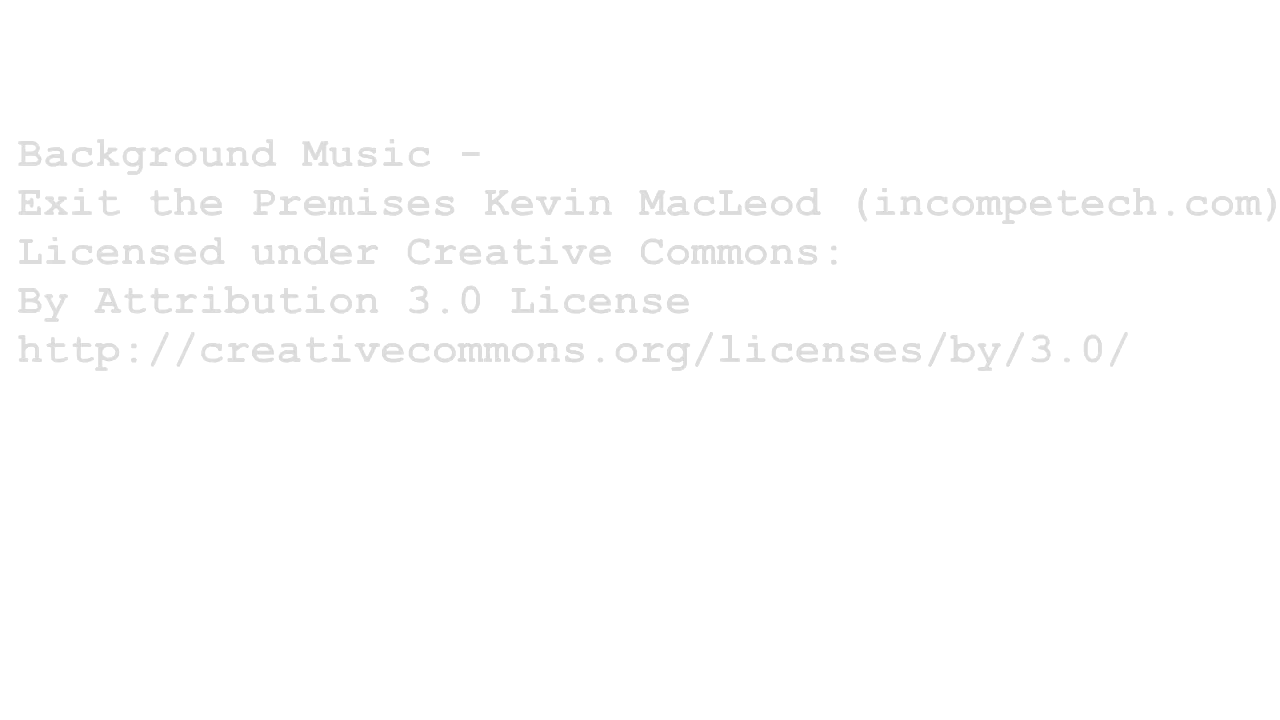 Background Music -
Exit the Premises Kevin MacLeod (incompetech.com)
Licensed under Creative Commons:
By Attribution 3.0 License
http://creativecommons.org/licenses/by/3.0/